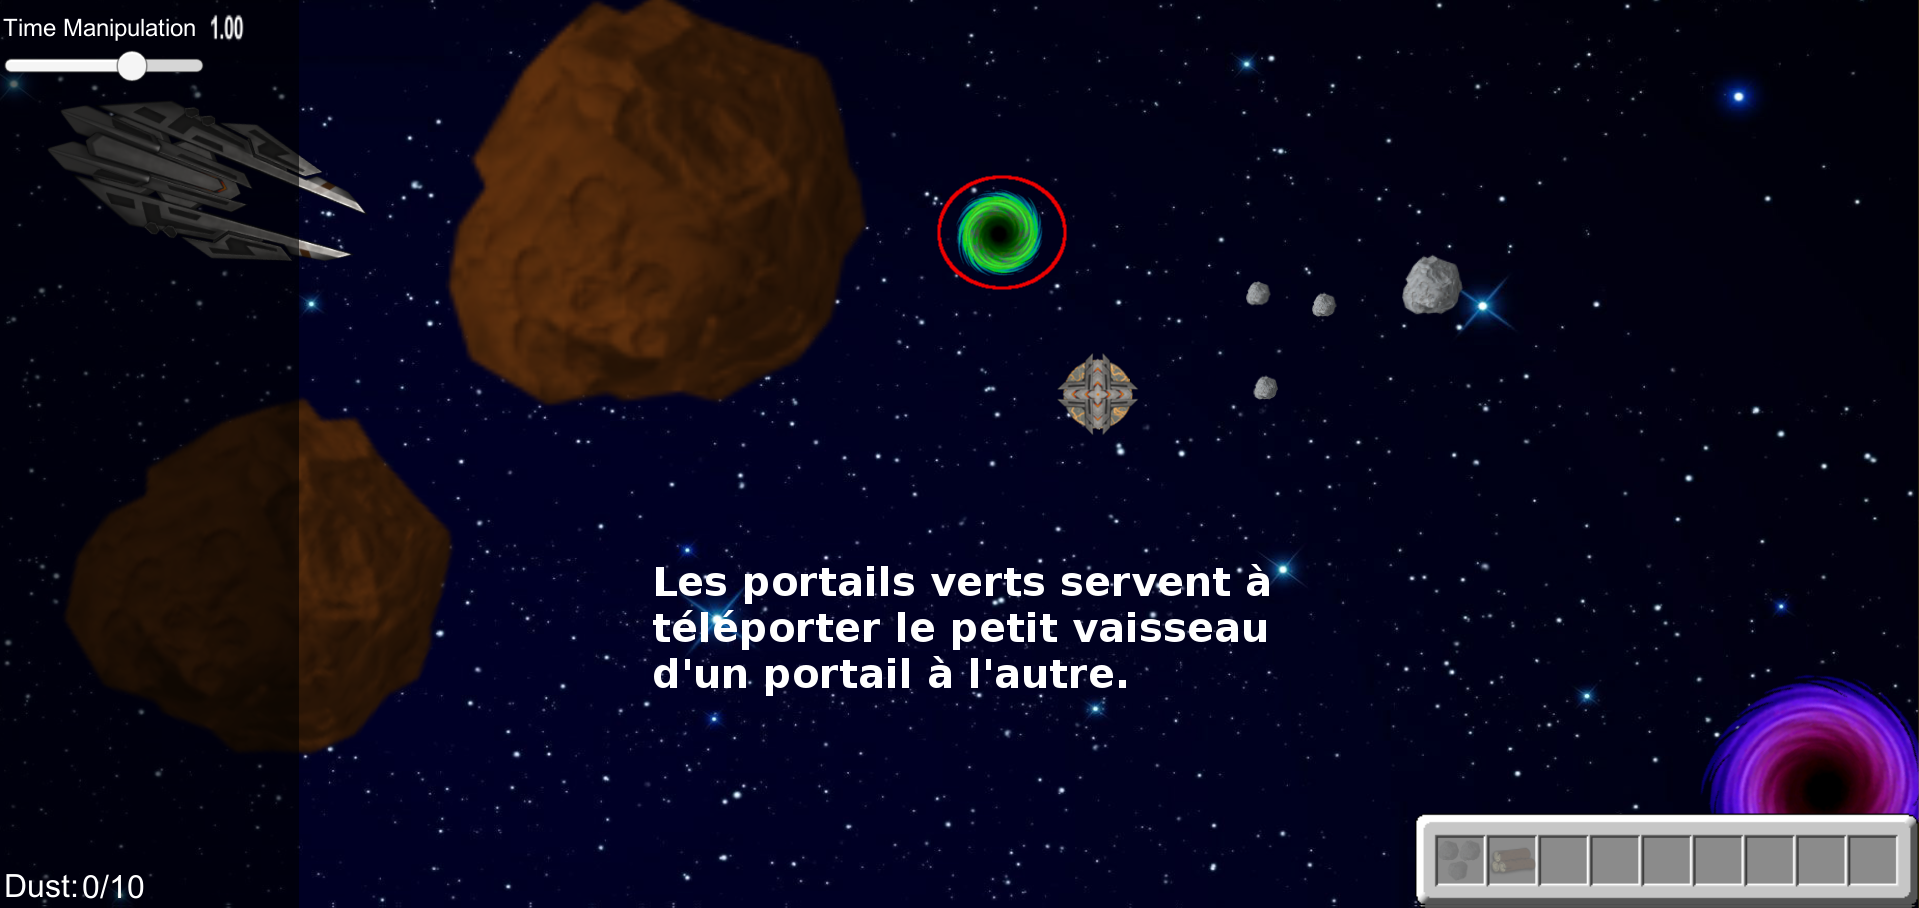 Time Manipulation 1.00
Les portails verts servent à
téléporter le petit vaisseau
d'un portail à l'autre.
Dust: 0/10